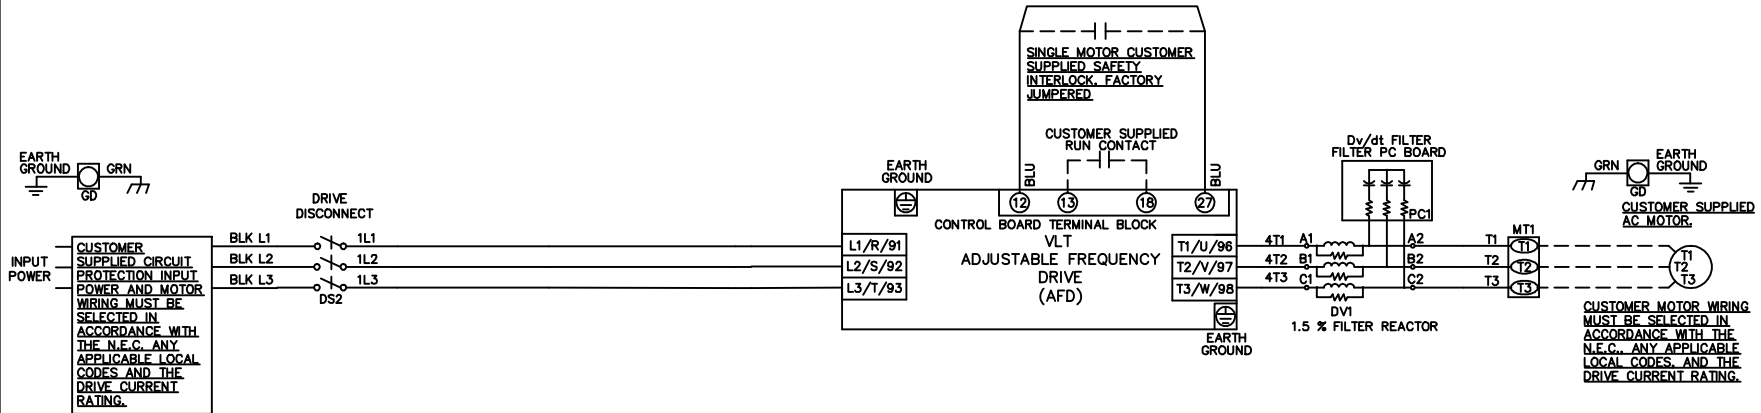 SINGLE MOTOR CUSTOMER
SUPPLIED SAFETY
INTERLOCK, FACTORY
JUMPERED
CUSTOMER SUPPLIED
RUN CONTACT
BLU
BLU
EARTH
GROUND
GRN
GD
DRIVE
DISCONNECT
INPUT
POWER
CUSTOMER
SUPPLIED CIRCUIT
PROTECTION INPUT
POWER AND MOTOR
WIRING MUST BE
SELECTED IN
ACCORDANCE WITH
THE N.E.C. ANY
APPLICABLE LOCAL
CODES AND THE
DRIVE CURRENT
RATING.
BLK L1
BLK L2
BLK L3
1L1
1L2
1L3
DS2
EARTH
GROUND
12
13
18
27
CONTROL BOARD TERMINAL BLOCK
VLT
ADJUSTABLE FREQUENCY
DRIVE
(AFD)
L1/R/91
L2/S/92
L3/T/93
T1/U/96
T2/V/97
T3/W/98
EARTH
GROUND
4T1
4T2
4T3
A1
B1
C1
Dv/dt FILTER
FILTER PC BOARD
PC1
A2
B2
C2
DV1
1.5 % FILTER REACTOR
T1
T2
T3
MT1
T1
T2
T3
GRN
GD
EARTH
GROUND
CUSTOMER SUPPLIED
AC MOTOR.
T1
T2
T3
CUSTOMER MOTOR WIRING
MUST BE SELECTED IN
ACCORDANCE WITH THE
N.E.C., ANY APPLICABLE
LOCAL CODES, AND THE
DRIVE CURRENT RATING.